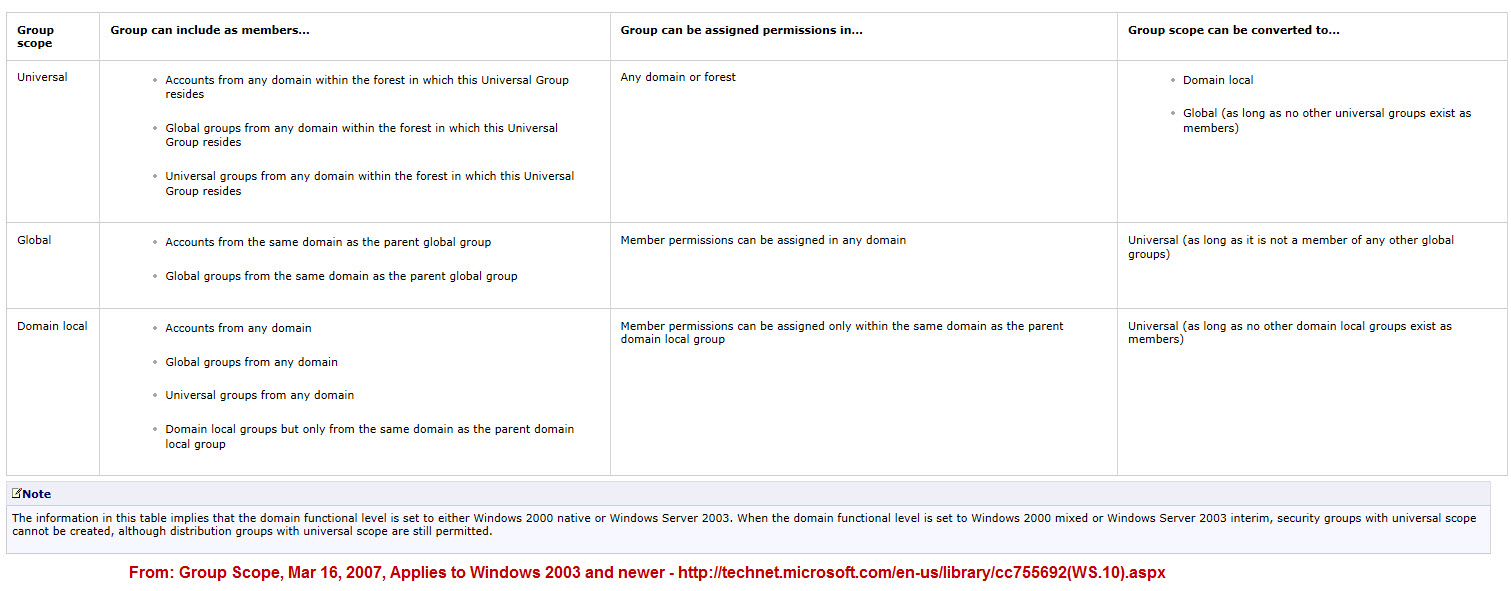 Group scope
Group can include as members...
Group can be assigned permissions in...
Group scope can be converted to...
Universal
Accounts from any domain within the forest in which this Universal Group
resides
Global groups from any domain within the forest in which this Universal
Group resides
Universal groups from any domain within the forest in which this Universal
Group resides
Any domain or forest
Domain local
Global (as long as no other universal groups exist as
members)
Global
Accounts from the same domain as the parent global group
Global groups from the same domain as the parent global group
Member permissions can be assigned in any domain
Universal (as long as it is not a member of any other global
groups)
Domain local
Accounts from any domain
Global groups from any domain
Universal groups from any domain
Domain local groups but only from the same domain as the parent domain
local group
Member permissions can be assigned only within the same domain as the parent
domain local group
Universal (as long as no other domain local groups exist as
members)
Note
The information in this table implies that the domain functional level is set to either Windows 2000 native or Windows Server 2003. When the domain functional level is set to Windows 2000 mixed or Windows Server 2003 interim, security groups with universal scope
cannot be created, although distribution groups with universal scope are still permitted.
From: Group Scope, Mar 16, 2007, Applies to Windows 2003 and newer - http://technet.microsoft.com/en-us/library/cc755692(WS.10).aspx